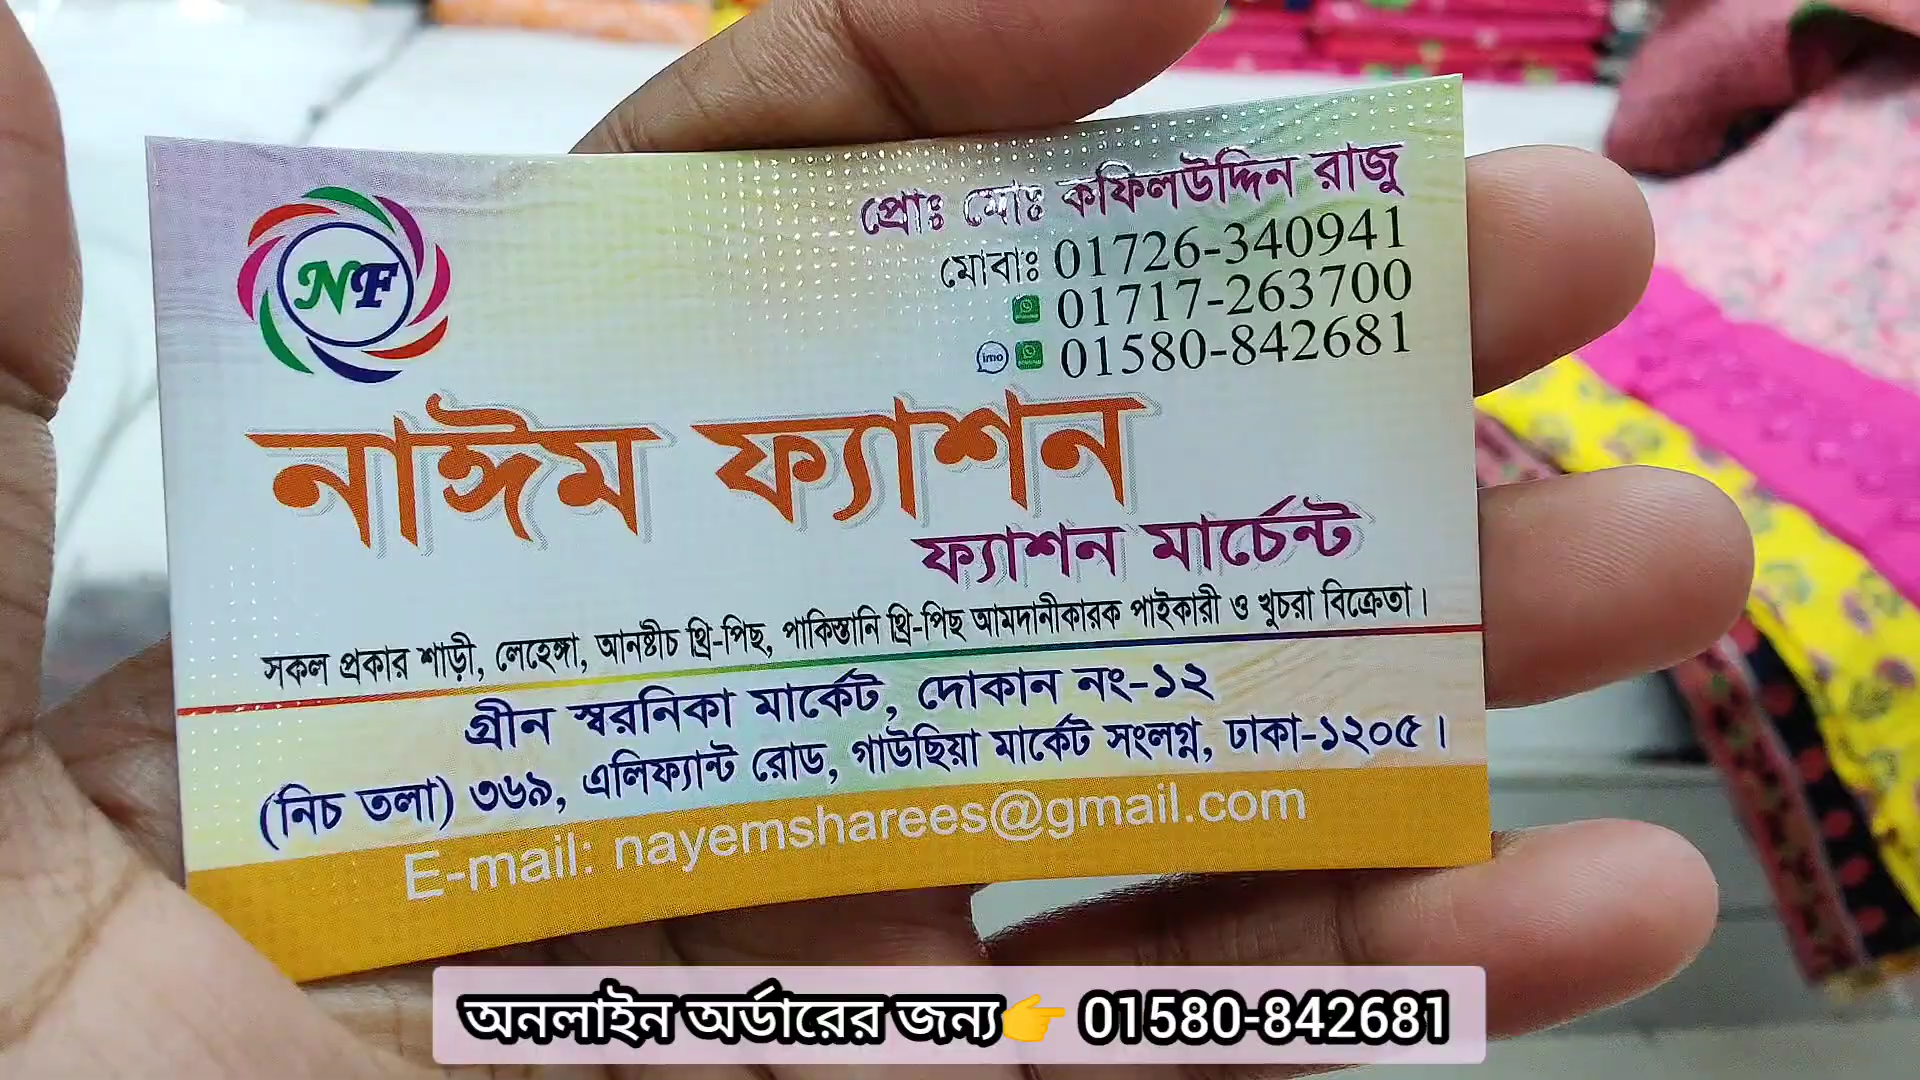 NF
প্রোঃ মোঃ কফিলউদ্দিন রাজু
মোবাঃ 01726-340941
01717-263700
imo 01580-842681
নাঈম ফ্যাশন
ফ্যাশন মার্চেন্ট
সকল প্রকার শাড়ী, লেহেঙ্গা, আনষ্টীচ থ্রি-পিছ, পাকিস্তানি থ্রি-পিছ আমদানীকারক পাইকারী ও খুচরা বিক্রেতা।
গ্রীন স্বরনিকা মার্কেট, দোকান নং-১২
(নিচ তলা) ৩৬৯, এলিফ্যান্ট রোড, গাউছিয়া মার্কেট সংলগ্ন, ঢাকা-১২০৫।
E-mail: nayemsharees@gmail.com
অনলাইন অর্ডারের জন্য👉 01580-842681